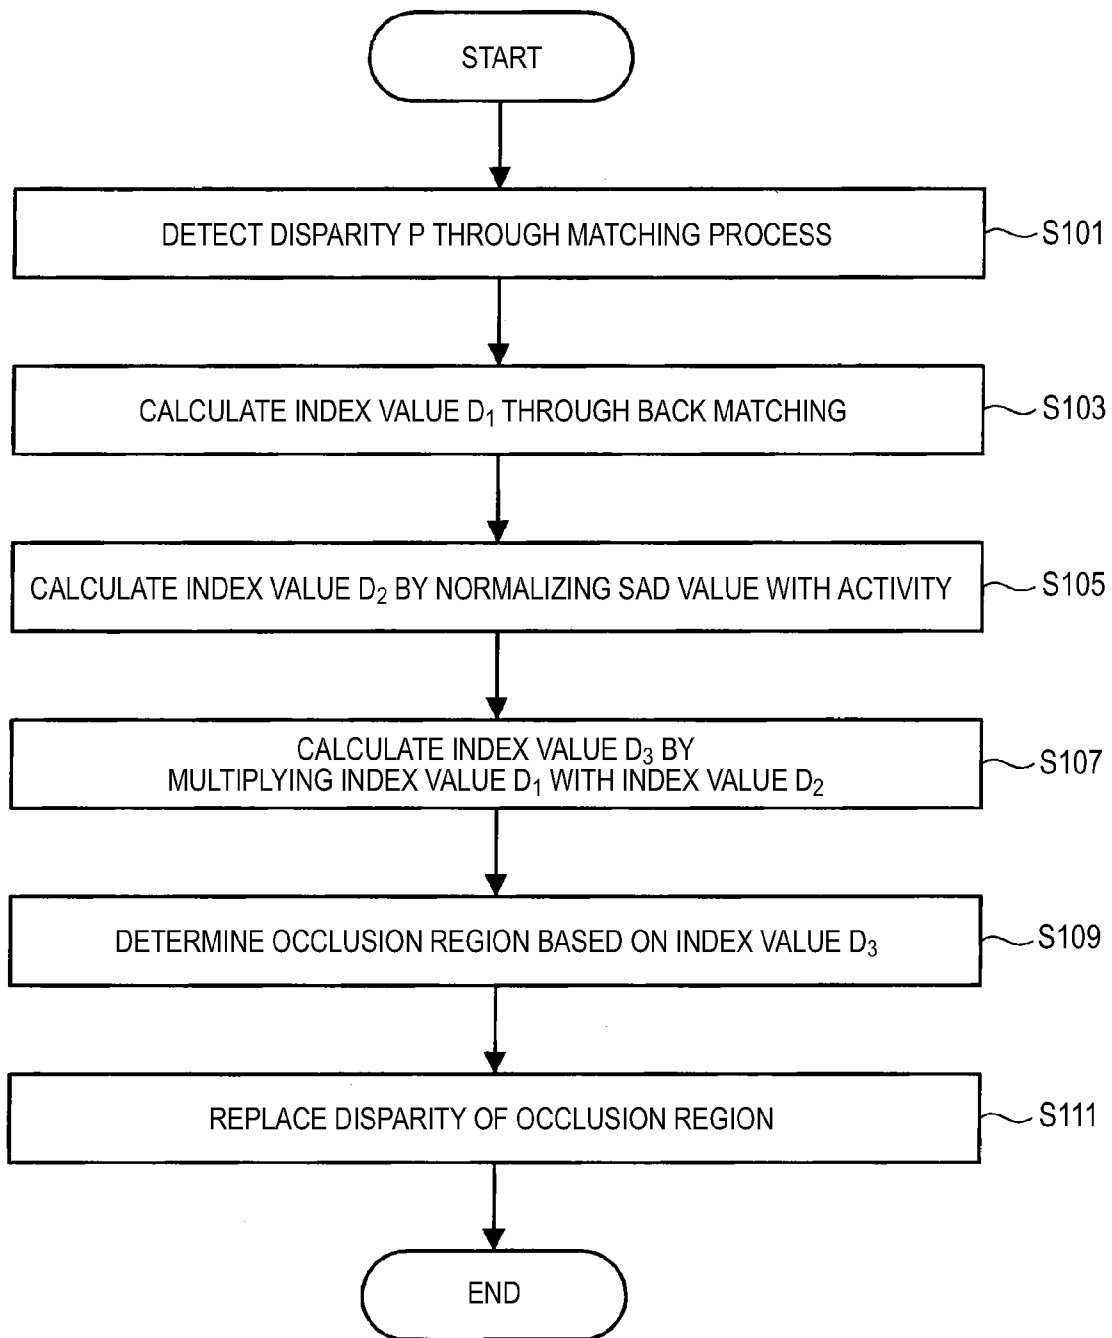 START
DETECT DISPARITY P THROUGH MATCHING PROCESS
S101
CALCULATE INDEX VALUE D₁ THROUGH BACK MATCHING
S103
CALCULATE INDEX VALUE D₂ BY NORMALIZING SAD VALUE WITH ACTIVITY
S105
CALCULATE INDEX VALUE D₃ BY
MULTIPLYING INDEX VALUE D₁ WITH INDEX VALUE D₂
S107
DETERMINE OCCLUSION REGION BASED ON INDEX VALUE D₃
S109
REPLACE DISPARITY OF OCCLUSION REGION
S111
END